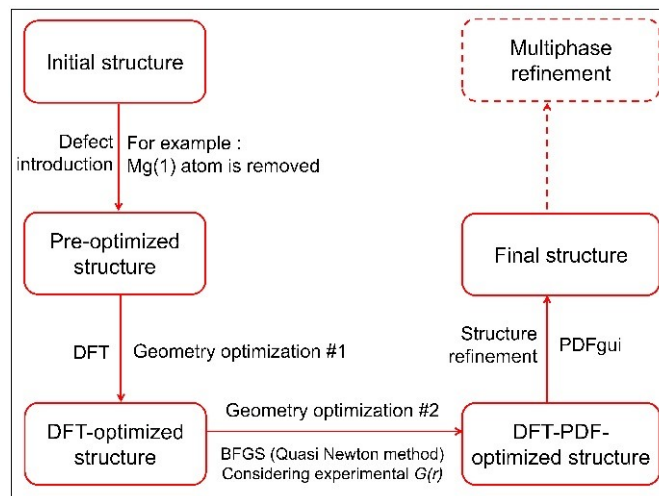 Initial structure
Defect
introduction
For example :
Mg(1) atom is removed
Pre-optimized
structure
DFT
Geometry optimization #1
DFT-optimized
structure
Geometry optimization #2
BFGS (Quasi Newton method)
Considering experimental G(r)
DFT-PDF-
optimized structure
Structure
refinement
PDFgui
Final structure
Multiphase
refinement